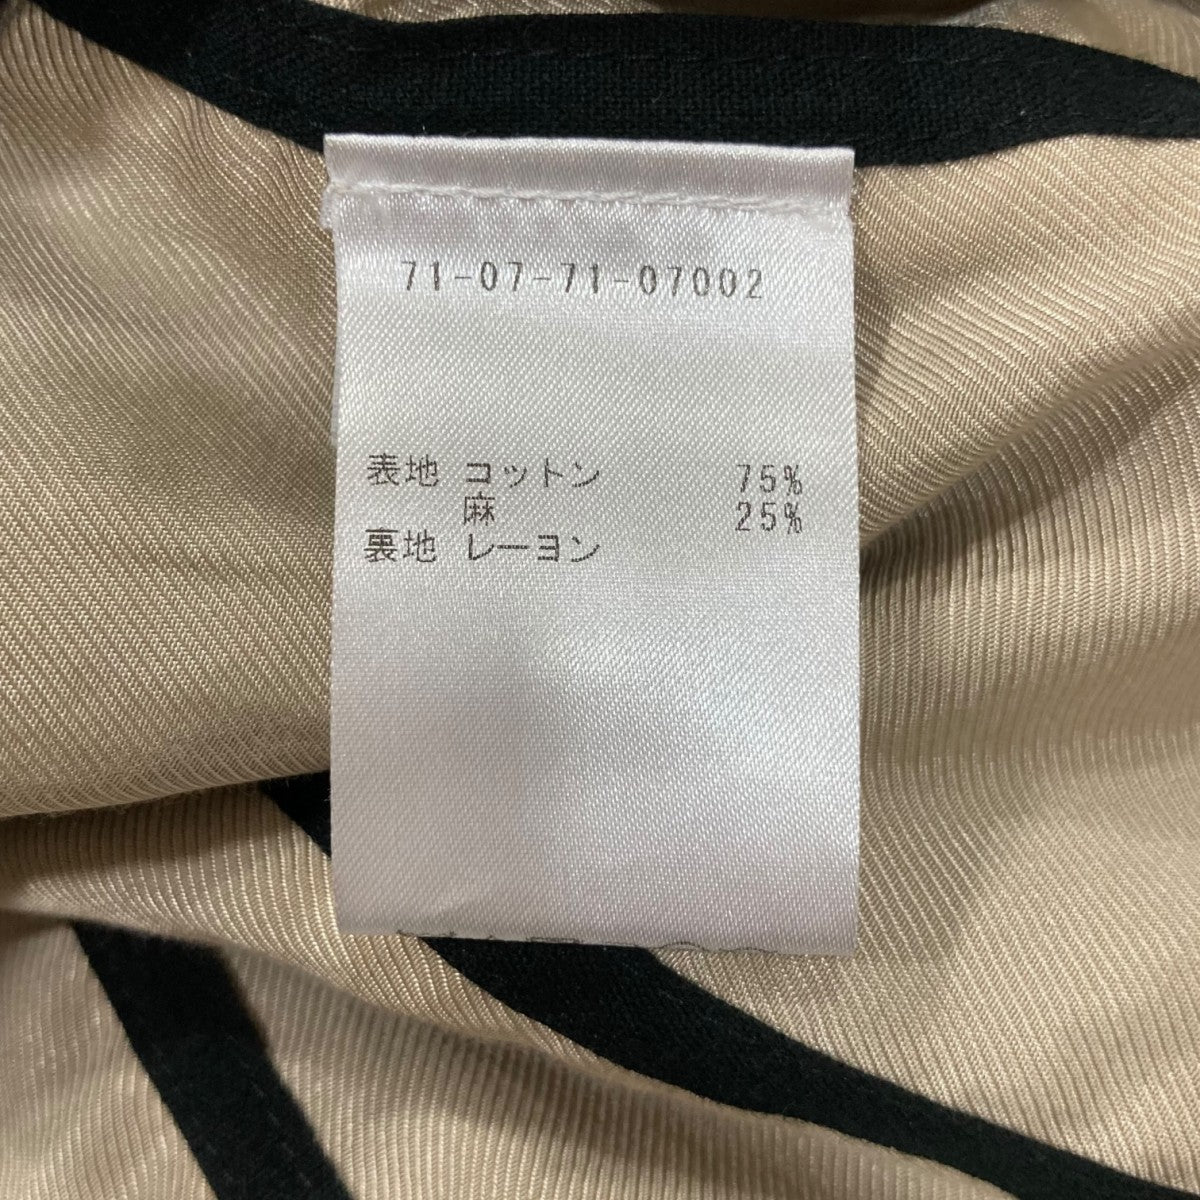 71-07-71-07002
表地 コットン 75%
麻 25%
裏地 レーヨン